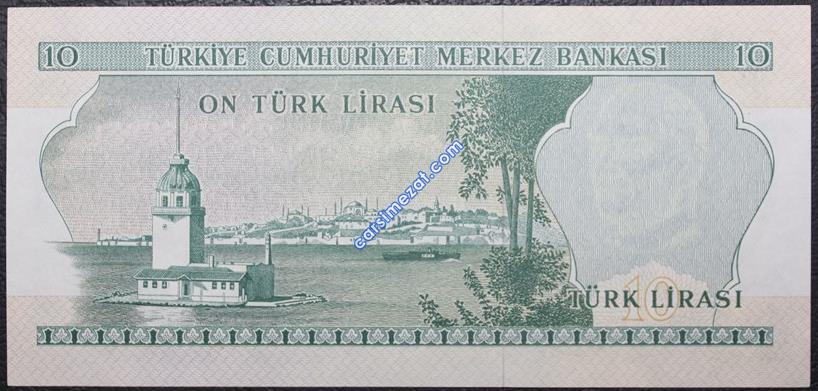 10 TÜRKİYE CUMHURİYET MERKEZ BANKASI 10
ON TÜRK LİRASI
carsimezat.com
10
TÜRK LİRASI